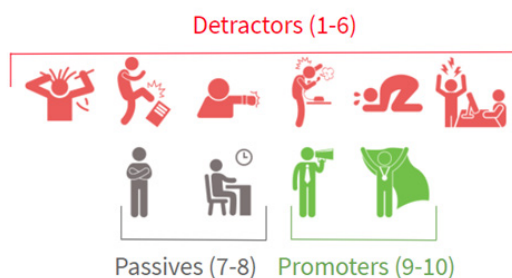 Detractors (1-6)
Passives (7-8)
Promoters (9-10)